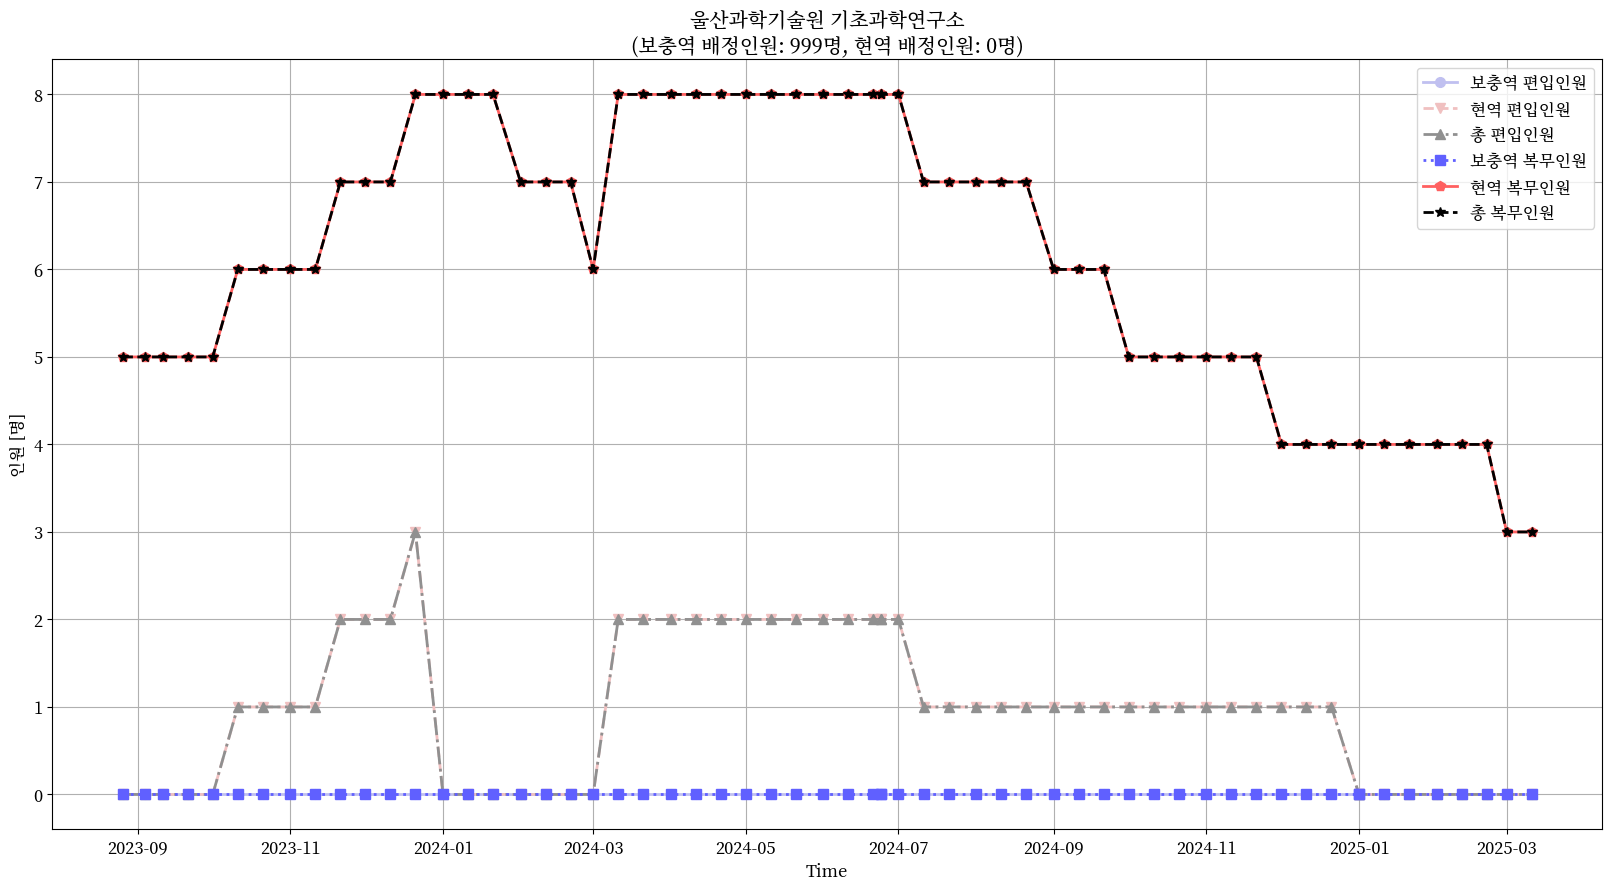 울산과학기술원 기초과학연구소
(보충역 배정인원: 999명, 현역 배정인원: 0명)
보충역 편입인원
현역 편입인원
총 편입인원
보충역 복무인원
현역 복무인원
총 복무인원
인원 [명]
8
7
6
5
4
3
2
1
0
2023-09 2023-11 2024-01 2024-03 2024-05 2024-07 2024-09 2024-11 2025-01 2025-03
Time